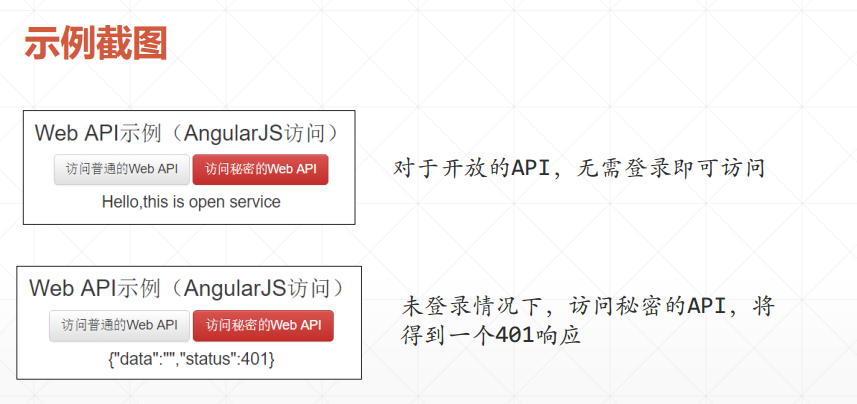 示例截图
Web API示例（AngularJS访问）
访问普通的Web API 访问秘密的Web API
Hello,this is open service
对于开放的API，无需登录即可访问
Web API示例（AngularJS访问）
访问普通的Web API 访问秘密的Web API
{"data":"","status":401}
未登录情况下，访问秘密的API，将
得到一个401响应